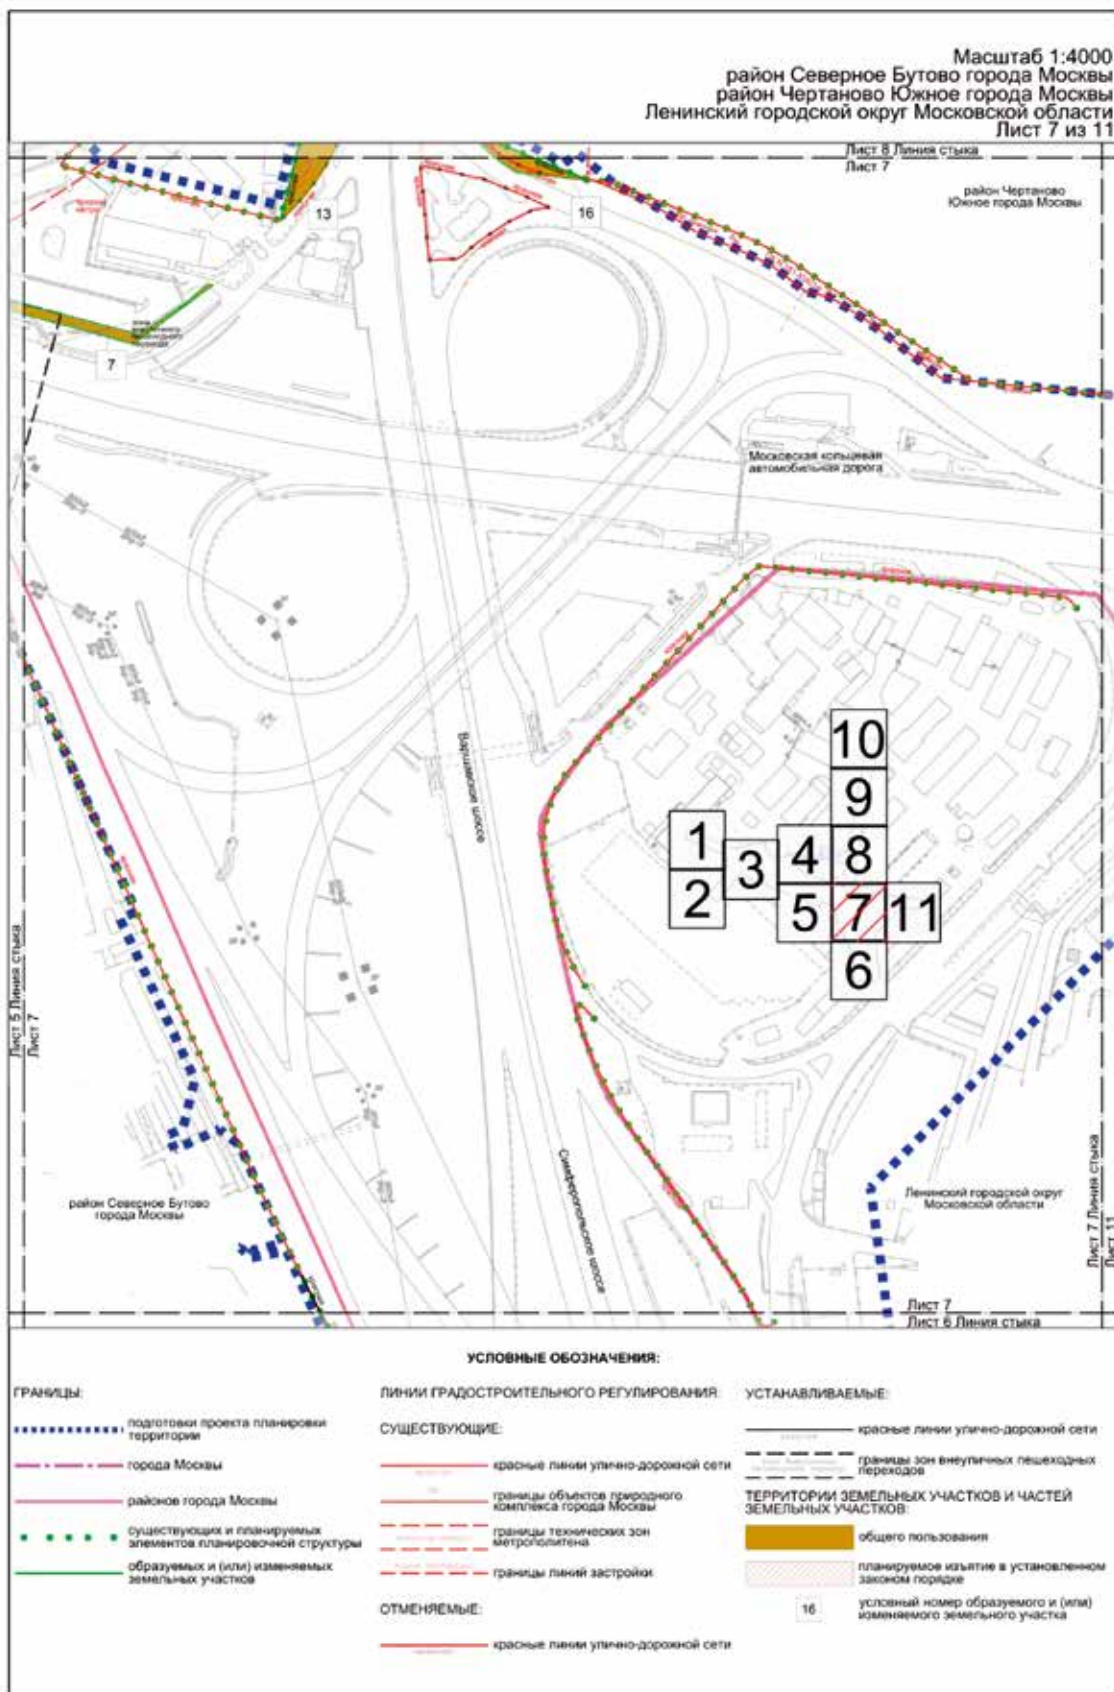 Масштаб 1:4000
район Северное Бутово города Москвы
район Чертаново Южное города Москвы
Ленинский городской округ Московской области
Лист 7 из 11
Лист 8 Линия стыка
Лист 7
район Чертаново
Южное города Москвы
13
16
7
Московская кольцевая
автомобильная дорога
Варшавское шоссе
10
9
1
4
8
3
2
5
7
11
6
Лист 5 Линия стыка
Лист 7
Симферопольское шоссе
район Северное Бутово
города Москвы
Ленинский городской округ
Московской области
Лист 7 Линия стыка
Лист 11
Лист 7
Лист 6 Линия стыка
УСЛОВНЫЕ ОБОЗНАЧЕНИЯ:
ГРАНИЦЫ:
подготовки проекта планировки
территории
города Москвы
районов города Москвы
существующих и планируемых
элементов планировочной структуры
образуемых и (или) изменяемых
земельных участков
ЛИНИИ ГРАДОСТРОИТЕЛЬНОГО РЕГУЛИРОВАНИЯ
СУЩЕСТВУЮЩИЕ:
красные линии улично-дорожной сети
границы объектов природного
комплекса города Москвы
границы технических зон
метрополитена
границы линий застройки
ОТМЕНЯЕМЫЕ:
красные линии улично-дорожной сети
УСТАНАВЛИВАЕМЫЕ:
красные линии улично-дорожной сети
границы зон внеуличных пешеходных
переходов
ТЕРРИТОРИИ ЗЕМЕЛЬНЫХ УЧАСТКОВ И ЧАСТЕЙ
ЗЕМЕЛЬНЫХ УЧАСТКОВ:
общего пользования
планируемое изъятие в установленном
законом порядке
16
условный номер образуемого и (или)
изменяемого земельного участка